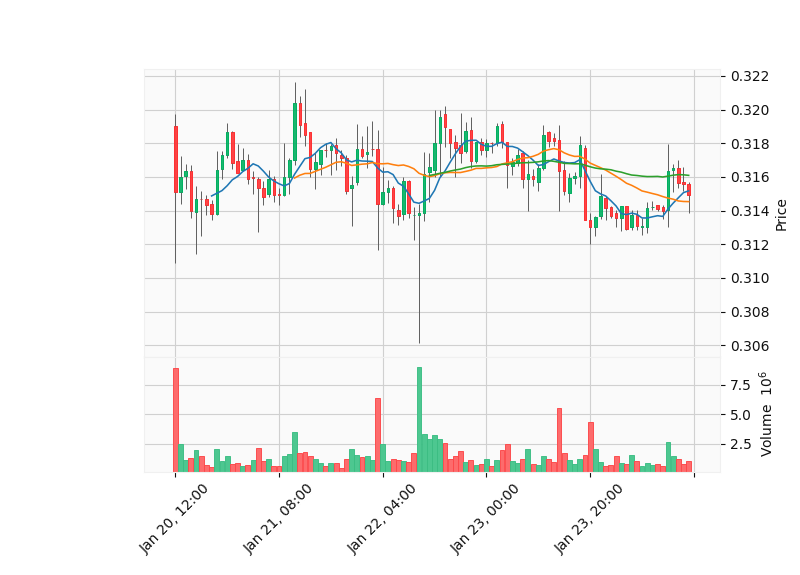 0.322
0.320
0.318
0.316
0.314
0.312
0.310
0.308
0.306
Price
7.5
5.0
2.5
Volume 10^6
Jan 20, 12:00
Jan 21, 08:00
Jan 22, 04:00
Jan 23, 00:00
Jan 23, 20:00